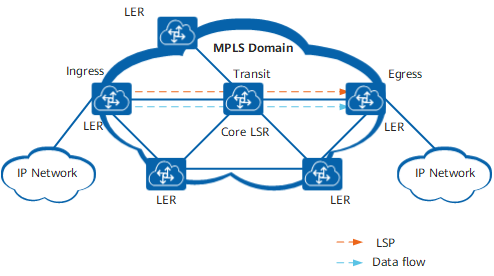 LER
MPLS Domain
Ingress
Transit
Egress
LER
Core LSR
LER
IP Network
IP Network
LER
LER
LSP
Data flow